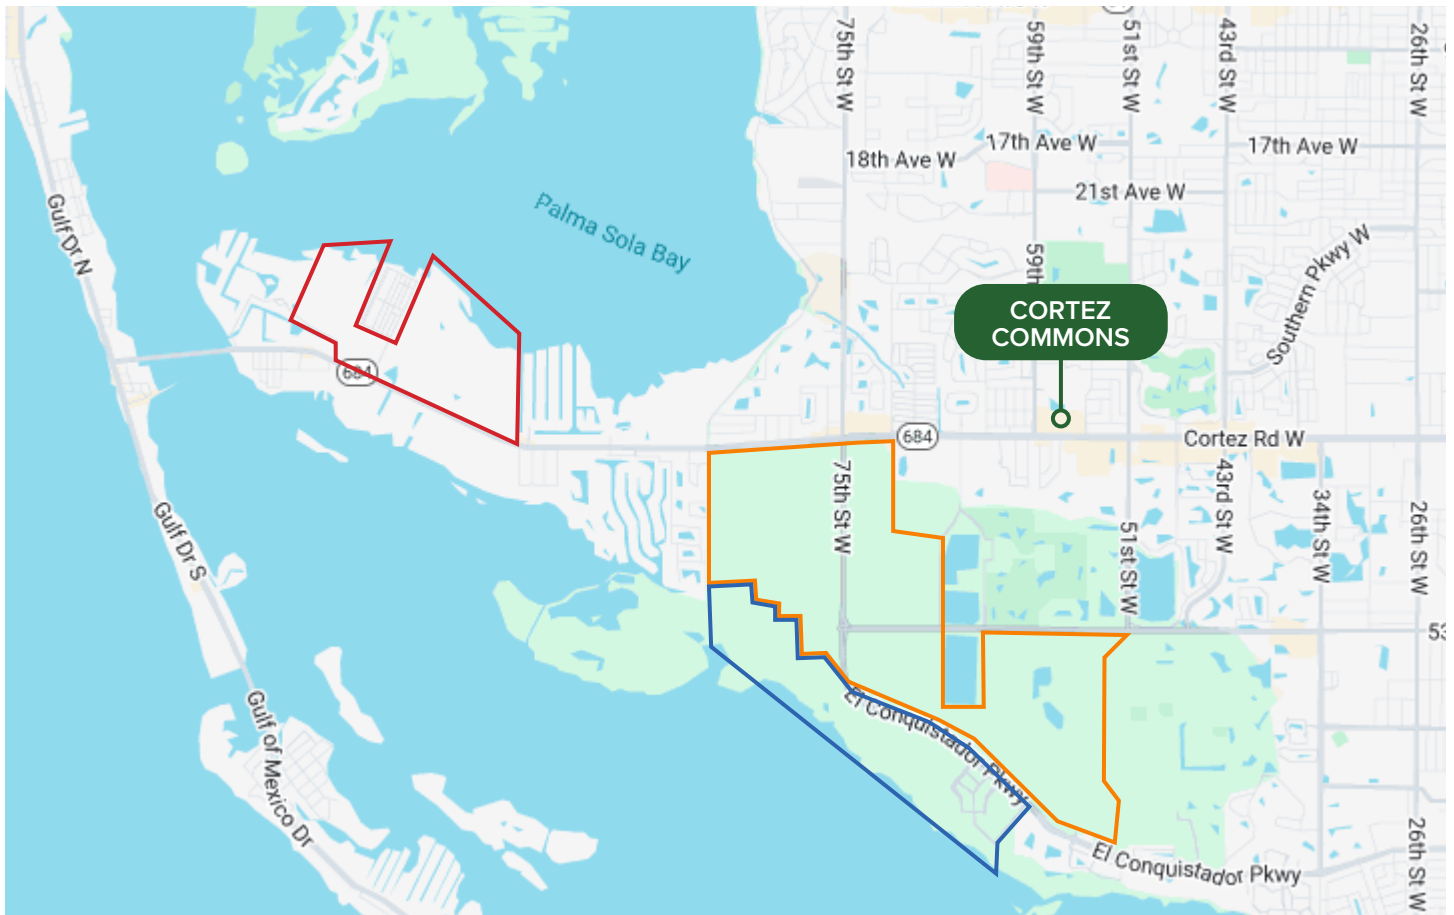 75th St W
59th St W
51st St W
43rd St W
26th St W
17th Ave W
18th Ave W
17th Ave W
21st Ave W
Gulf Dr N
Palma Sola Bay
Southern Pkwy W
59th
CORTEZ
COMMONS
684
684
Cortez Rd W
75th St W
43rd St W
34th St W
26th St W
51st St W
Gulf Dr S
53
El Conquistador Pkwy
Gulf of Mexico Dr
El Conquistador Pkwy
26th St W